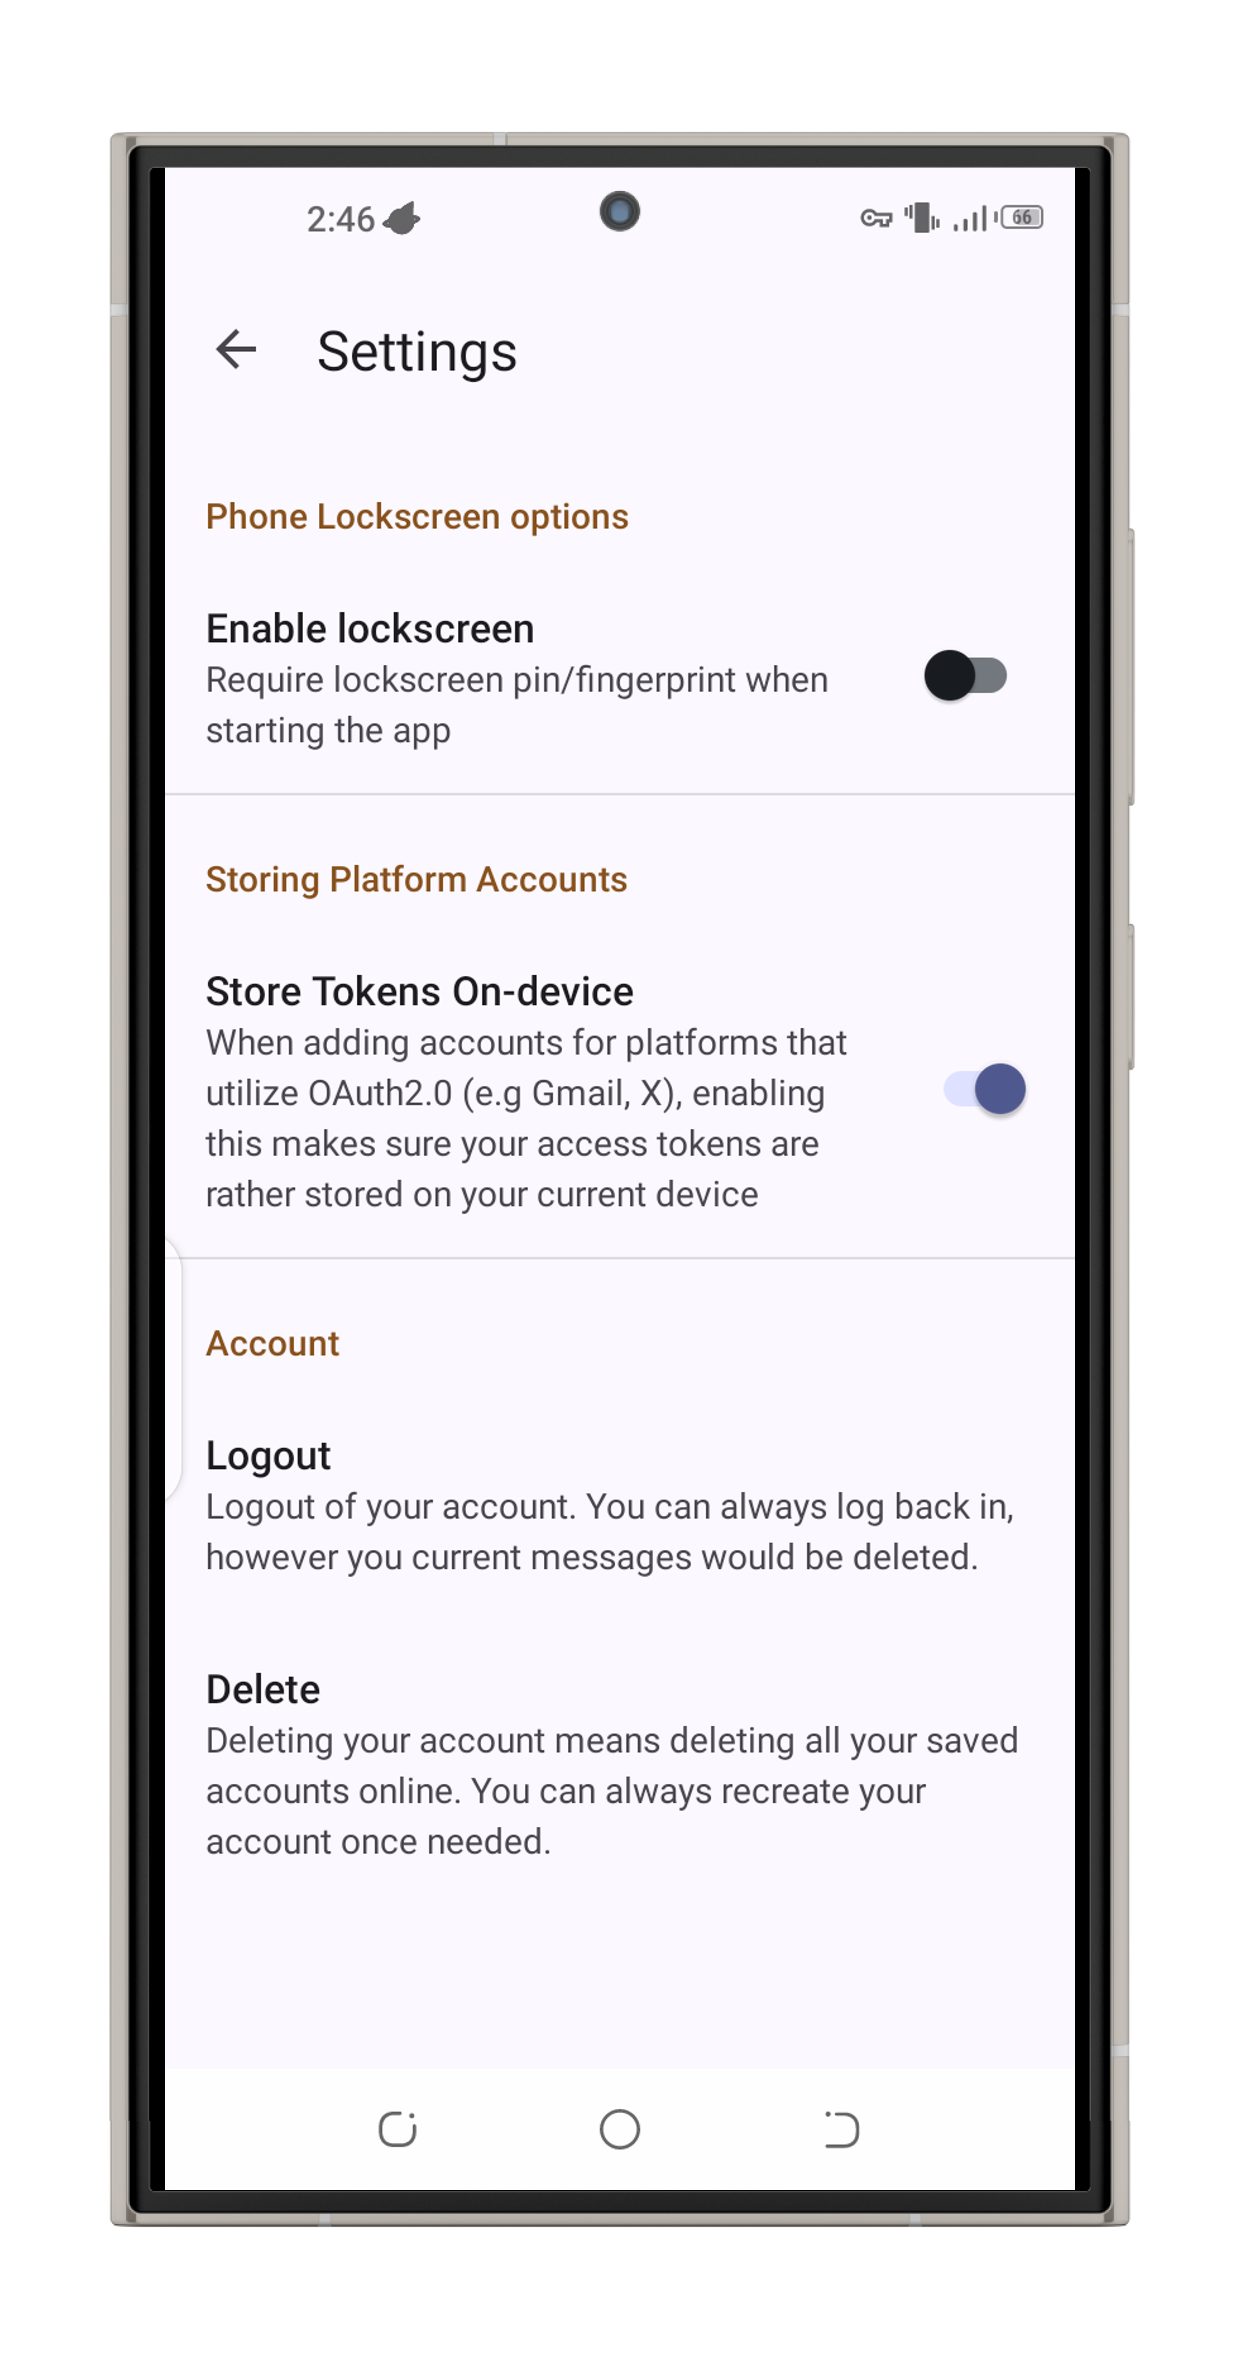 2:46
66
Settings
Phone Lockscreen options
Enable lockscreen
Require lockscreen pin/fingerprint when
starting the app
Storing Platform Accounts
Store Tokens On-device
When adding accounts for platforms that
utilize OAuth2.0 (e.g Gmail, X), enabling
this makes sure your access tokens are
rather stored on your current device
Account
Logout
Logout of your account. You can always log back in,
however you current messages would be deleted.
Delete
Deleting your account means deleting all your saved
accounts online. You can always recreate your
account once needed.